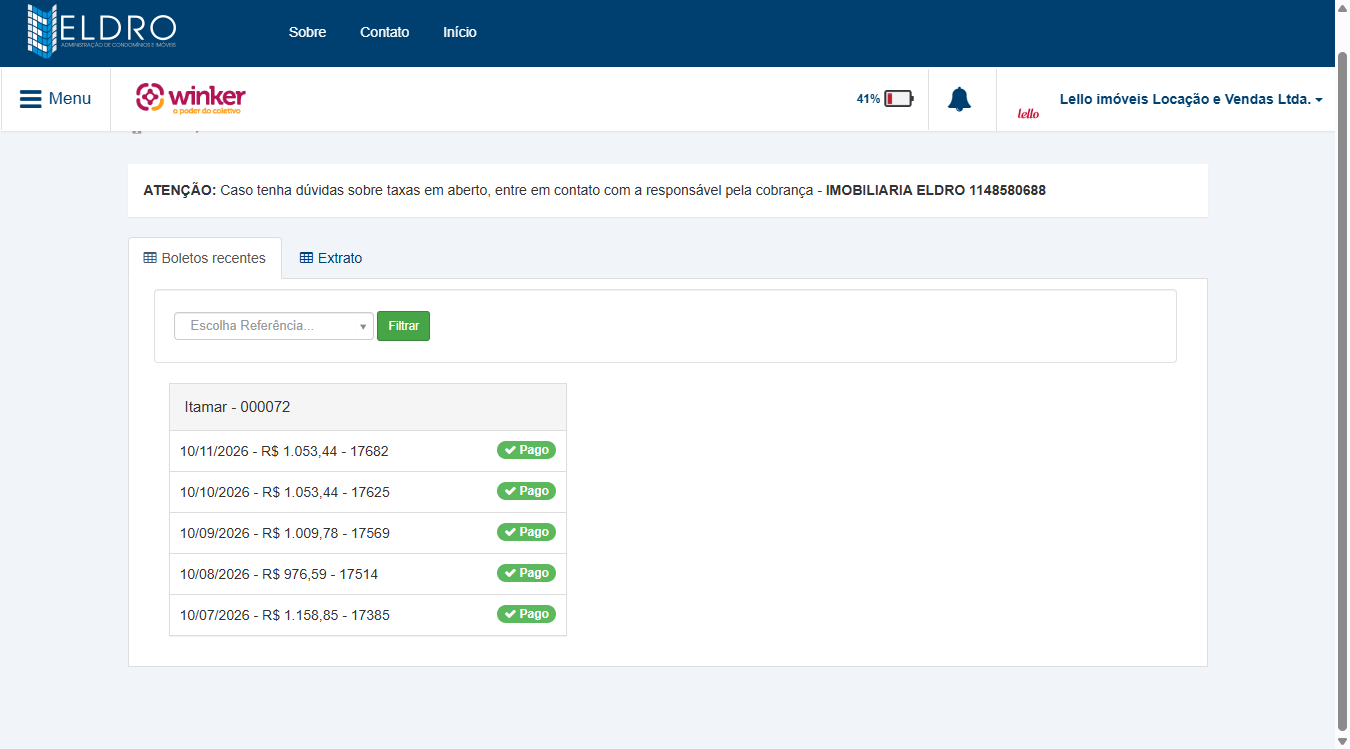 ELDRO
ADMINISTRAÇÃO DE CONDOMÍNIOS E IMÓVEIS
Sobre
Contato
Início
Menu
winker
o poder do coletivo
41%
lello
Lello imóveis Locação e Vendas Ltda.
ATENÇÃO: Caso tenha dúvidas sobre taxas em aberto, entre em contato com a responsável pela cobrança - IMOBILIARIA ELDRO 1148580688
Boletos recentes
Extrato
Escolha Referência...
Filtrar
Itamar - 000072
10/11/2026 - R$ 1.053,44 - 17682 Pago
10/10/2026 - R$ 1.053,44 - 17625 Pago
10/09/2026 - R$ 1.009,78 - 17569 Pago
10/08/2026 - R$ 976,59 - 17514 Pago
10/07/2026 - R$ 1.158,85 - 17385 Pago